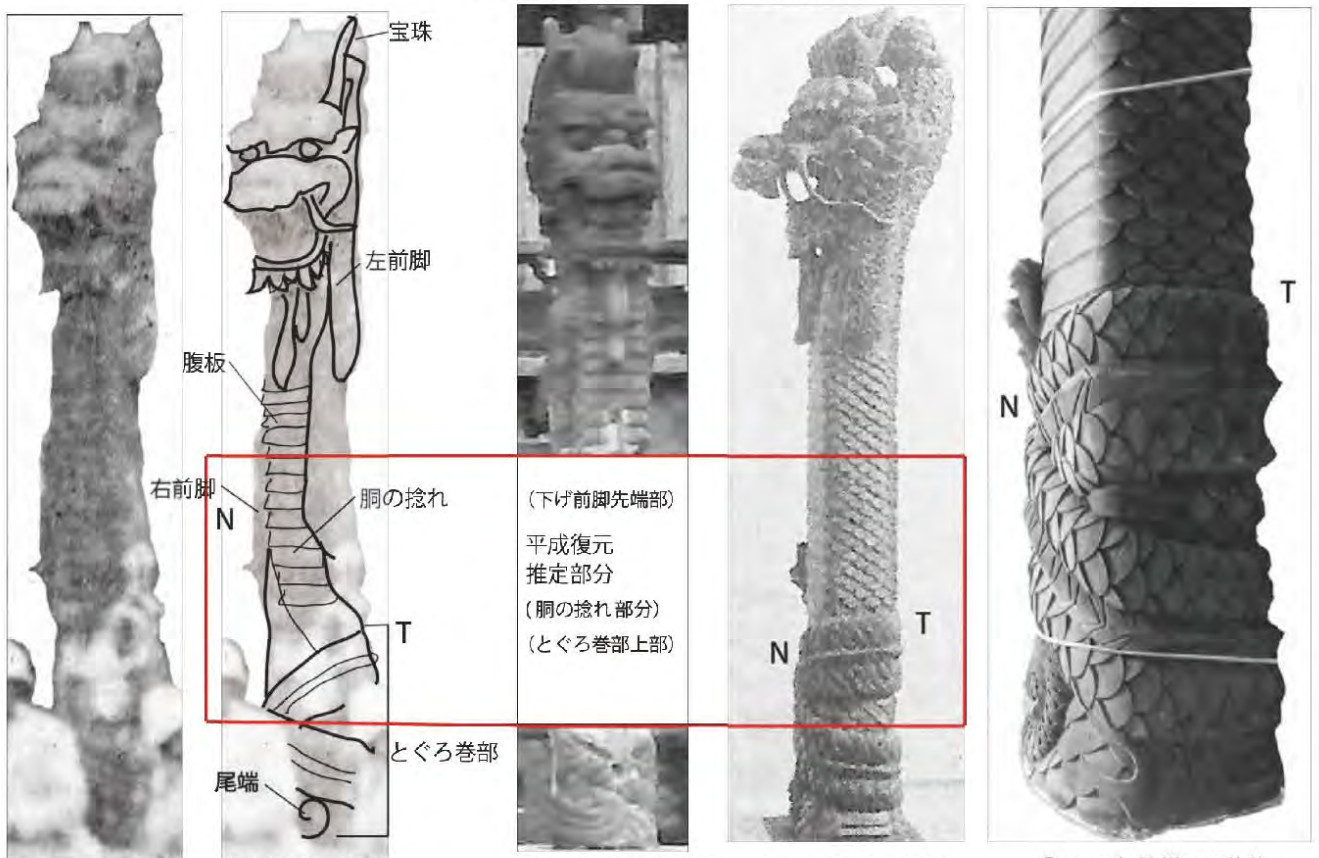 宝珠
左前脚
腹板
右前脚
N
胴の捻れ
T
とぐろ巻部
尾端
(下げ前脚先端部)
平成復元
推定部分
(胴の捻れ部分)
(とぐろ巻部上部)
N
T
N
T